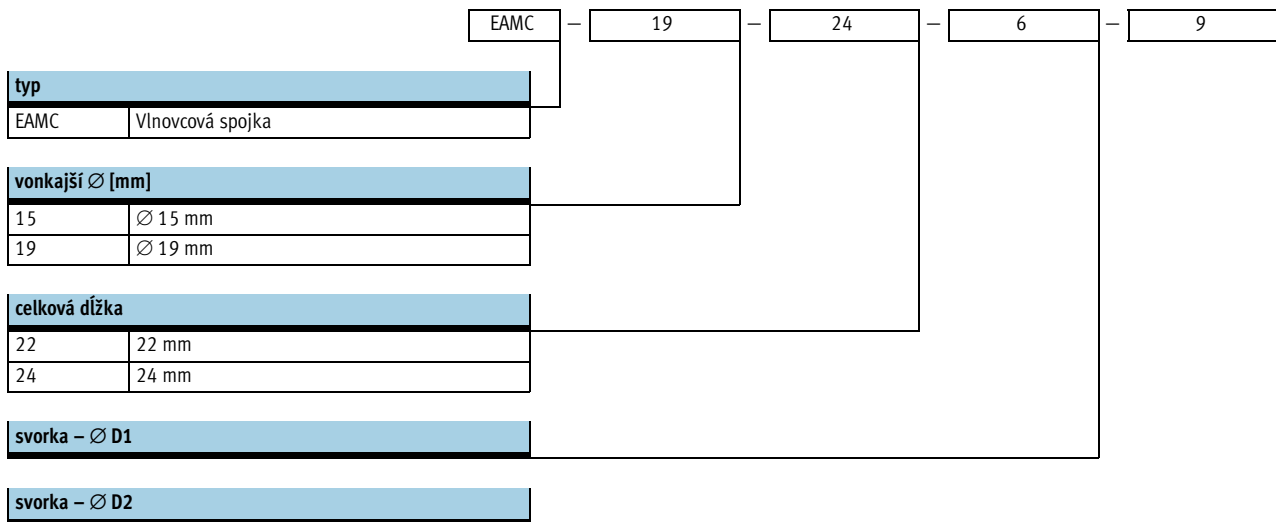 EAMC – 19 – 24 – 6 – 9
typ
EAMC Vlnovcová spojka
vonkajší ∅ [mm]
15 ∅ 15 mm
19 ∅ 19 mm
celková dĺžka
22 22 mm
24 24 mm
svorka – ∅ D1
svorka – ∅ D2